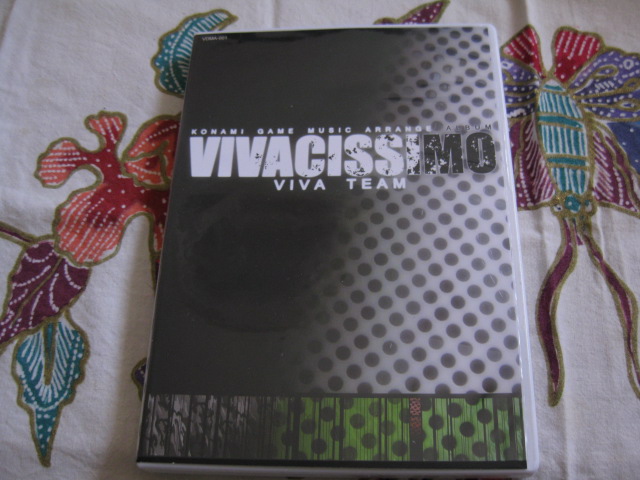 KONAMI GAME MUSIC ARRANGE ALBUM
VIVACISSIMO
VIVA TEAM